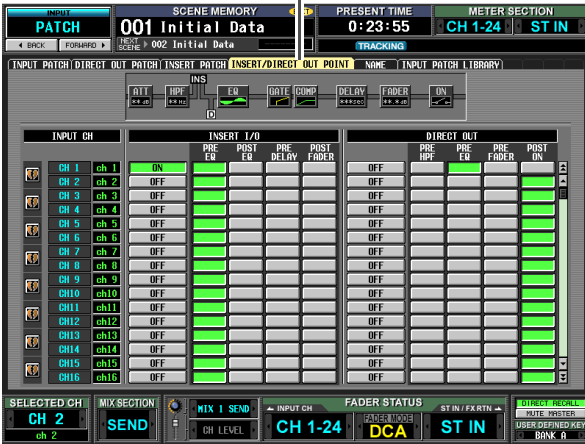 INPUT SCENE MEMORY PRESENT TIME METER SECTION
PATCH 001 Initial Data 0:23:55 CH 1-24 ST IN
BACK FORWARD NEXT SCENE 002 Initial Data TRACKING
INPUT PATCH DIRECT OUT PATCH INSERT PATCH INSERT/DIRECT OUT POINT NAME INPUT PATCH LIBRARY
INS
ATT HPF EQ GATE COMP DELAY FADER ON
**dB **Hz ***sec **.*dB
D
INPUT CH INSERT I/O DIRECT OUT
PRE EQ POST EQ PRE DELAY POST FADER PRE HPF PRE EQ PRE FADER POST ON
CH 1 ch 1 ON OFF
CH 2 ch 2 OFF OFF
CH 3 ch 3 OFF OFF
CH 4 ch 4 OFF OFF
CH 5 ch 5 OFF OFF
CH 6 ch 6 OFF OFF
CH 7 ch 7 OFF OFF
CH 8 ch 8 OFF OFF
CH 9 ch 9 OFF OFF
CH10 ch10 OFF OFF
CH11 ch11 OFF OFF
CH12 ch12 OFF OFF
CH13 ch13 OFF OFF
CH14 ch14 OFF OFF
CH15 ch15 OFF OFF
CH16 ch16 OFF OFF
SELECTED CH MIX SECTION MIX 1 SEND INPUT CH FADER STATUS ST IN / FX RTN DIRECT RECALL
CH 2 SEND CH LEVEL CH 1-24 FADER MODE DCA ST IN MUTE MASTER
ch 2 USER DEFINED KE
BANK A